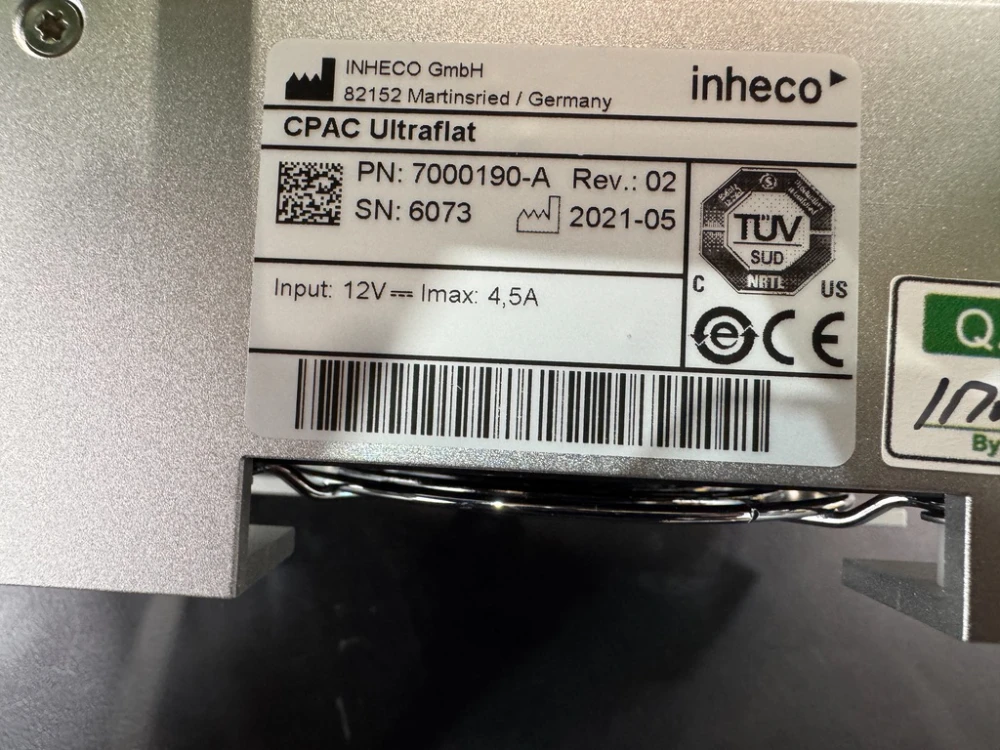 INHECO GmbH
82152 Martinsried / Germany
inheco
CPAC Ultraflat
PN: 7000190-A Rev.: 02
SN: 6073 2021-05
TÜV
SUD
NRTL
C US
Input: 12V Imax: 4,5A
e CE
Q.
By